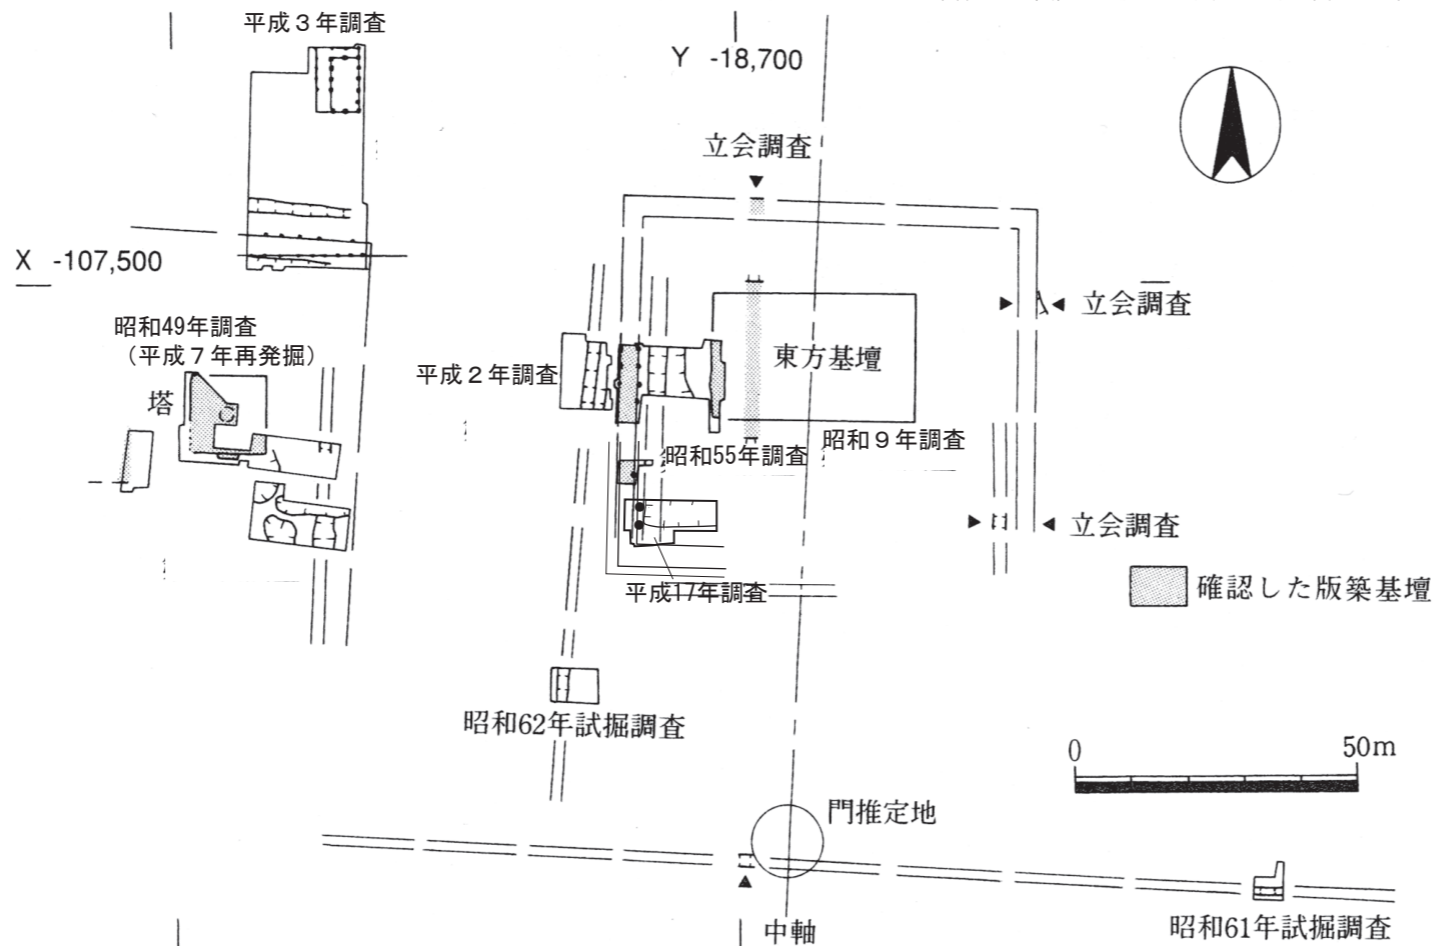 平成３年調査
Y -18,700
立会調査
X -107,500
立会調査
昭和49年調査
（平成７年再発掘）
塔
平成２年調査
東方基壇
昭和55年調査
昭和９年調査
立会調査
確認した版築基壇
平成17年調査
昭和62年試掘調査
0
50m
門推定地
中軸
昭和61年試掘調査